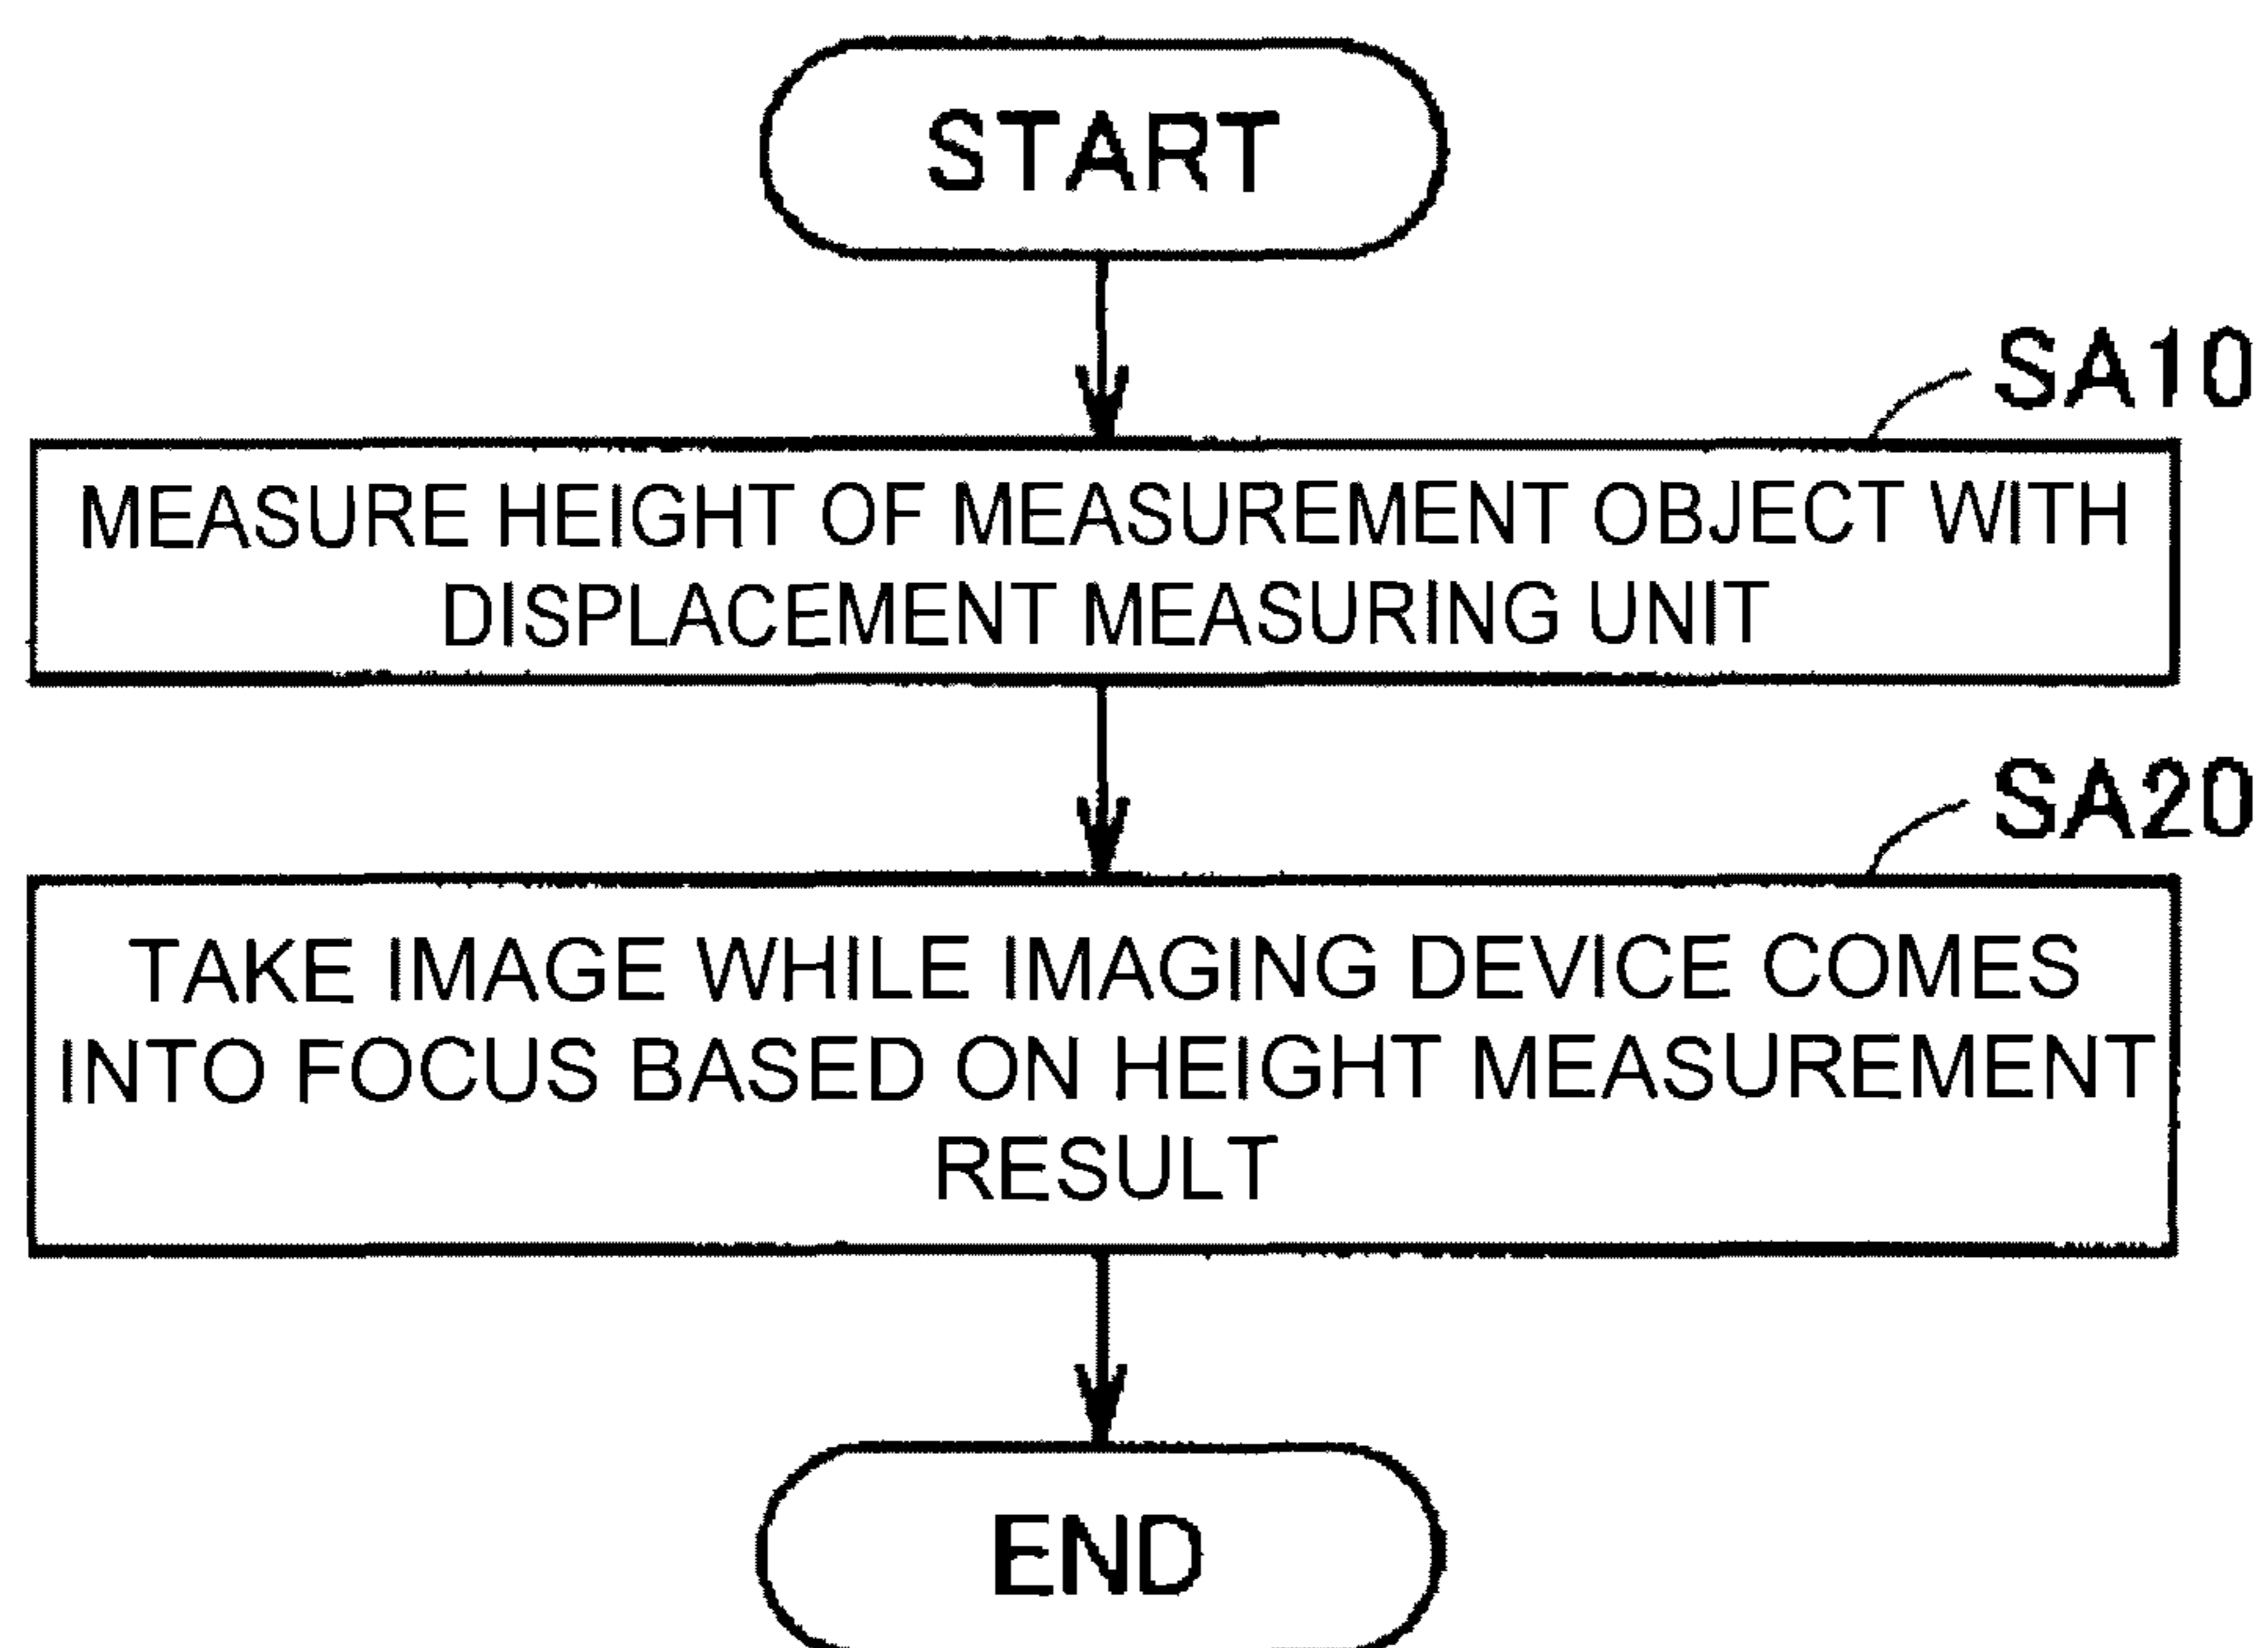 START
SA10
MEASURE HEIGHT OF MEASUREMENT OBJECT WITH
DISPLACEMENT MEASURING UNIT
SA20
TAKE IMAGE WHILE IMAGING DEVICE COMES
INTO FOCUS BASED ON HEIGHT MEASUREMENT
RESULT
END